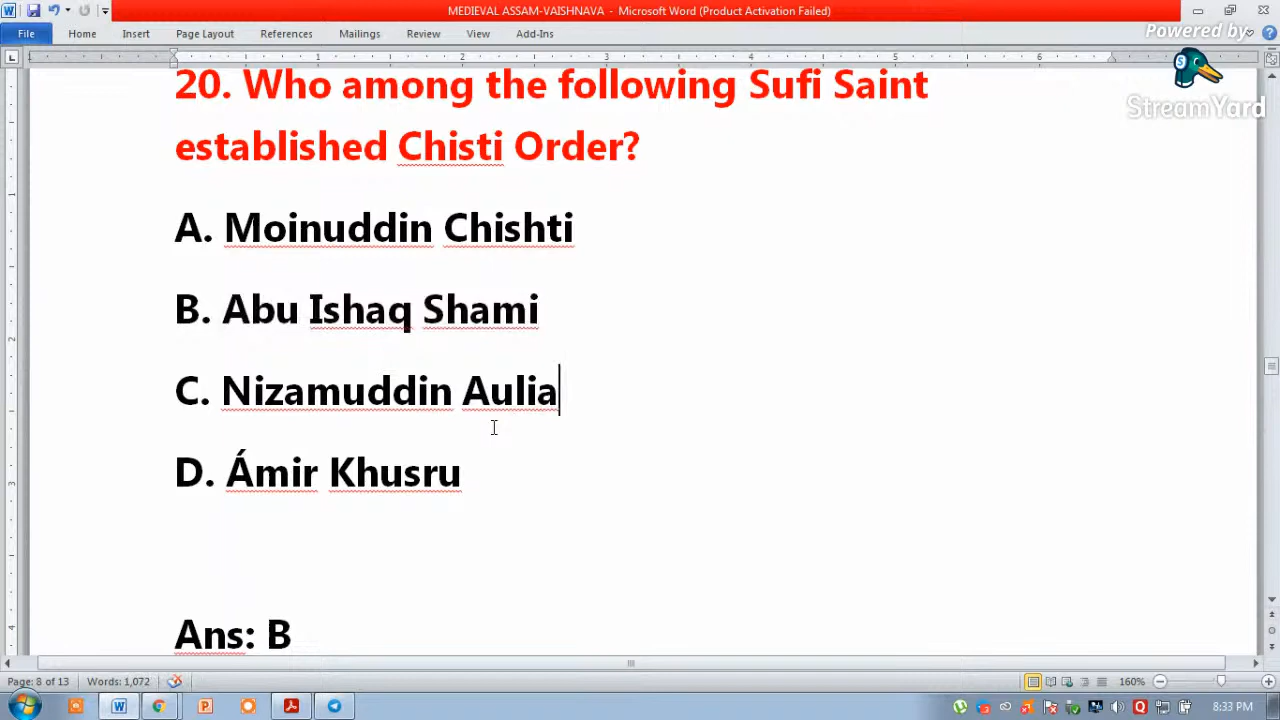 MEDIEVAL ASSAM-VAISHNAVA - Microsoft Word (Product Activation Failed)
File Home Insert Page Layout References Mailings Review View Add-Ins
Powered by
StreamYard
20. Who among the following Sufi Saint
established Chisti Order?
A. Moinuddin Chishti
B. Abu Ishaq Shami
C. Nizamuddin Aulia
D. Ámir Khusru
Ans: B
Page: 8 of 13 Words: 1,072 160%
8:33 PM